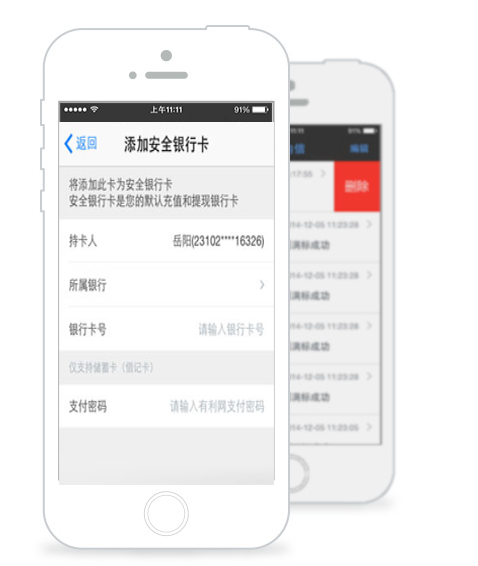 上午11:11 91%
返回 添加安全银行卡
将添加此卡为安全银行卡
安全银行卡是您的默认充值和提现银行卡
持卡人 岳阳(23102****16326)
所属银行
银行卡号 请输入银行卡号
仅支持储蓄卡（借记卡）
支付密码 请输入有利网支付密码
11:11 91%
信 编辑
17:55
删除
14-12-05 11:23:28
满标成功
14-12-05 11:23:28
满标成功
14-12-05 11:23:28
满标成功
14-12-05 11:23:28
满标成功
14-12-05 11:23:05